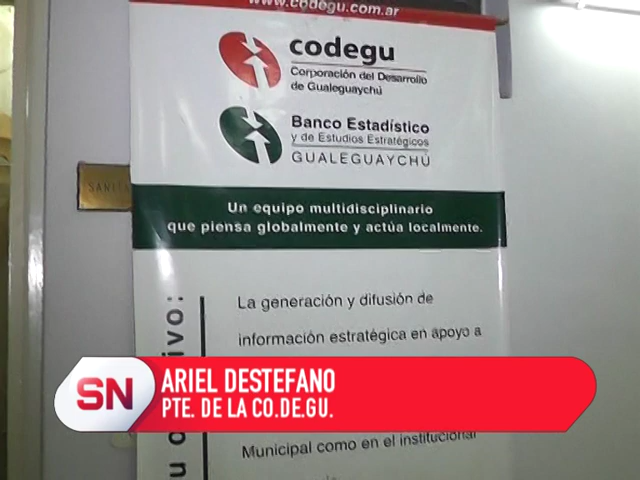 www.codegu.com.ar
codegu
Corporación del Desarrollo
de Gualeguaychú
Banco Estadístico
y de Estudios Estratégicos
GUALEGUAYCHÚ
Un equipo multidisciplinario
que piensa globalmente y actúa localmente.
La generación y difusión de
información estratégica en apoyo a
SN
ARIEL DESTEFANO
PTE. DE LA CO.DE.GU.
Municipal como en el institucional